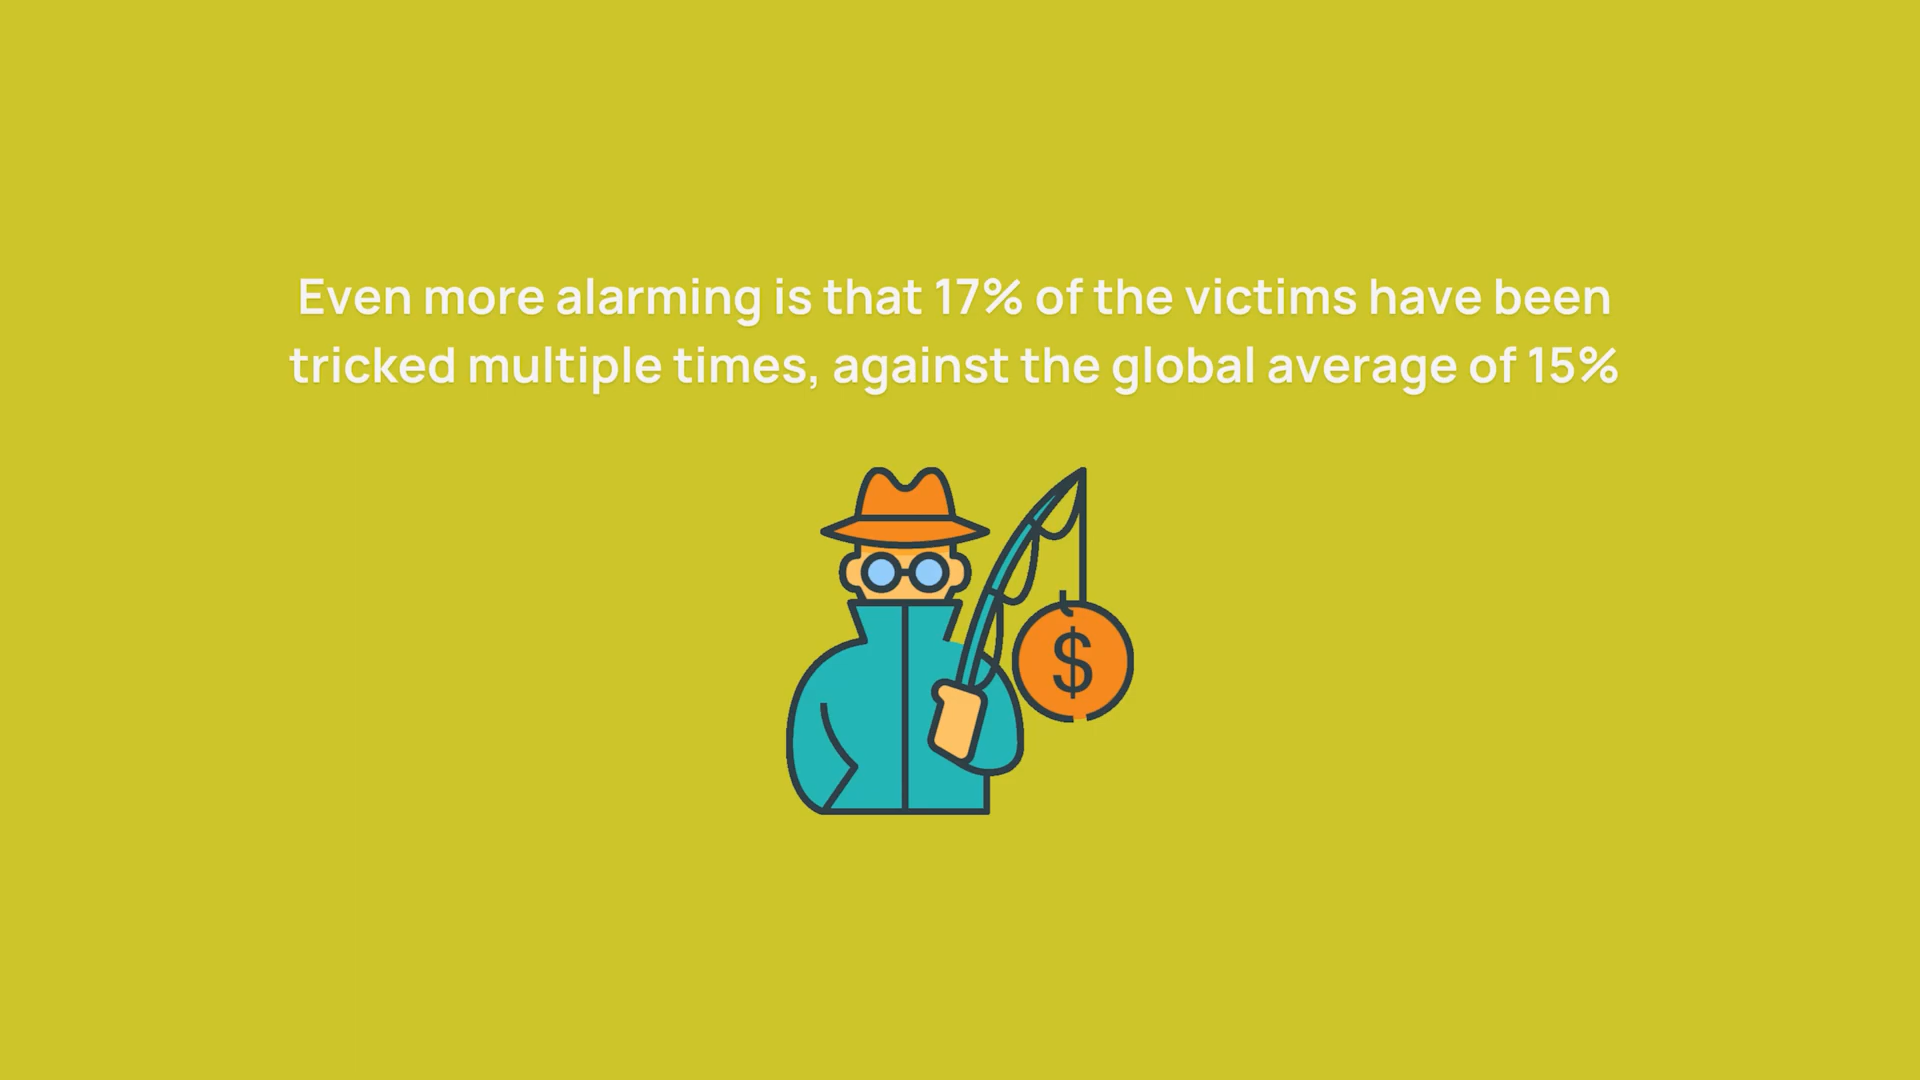 Even more alarming is that 17% of the victims have been
tricked multiple times, against the global average of 15%
$